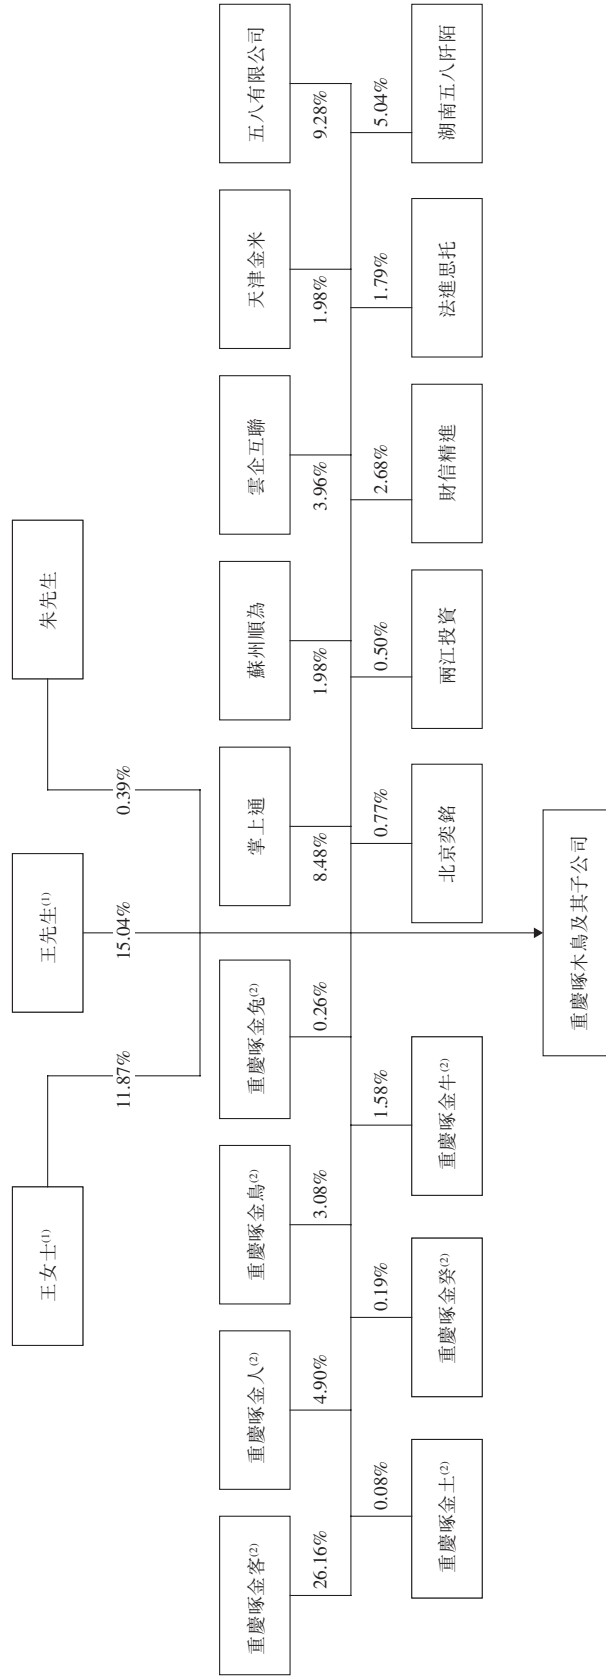 王女士(1)
王先生(1)
朱先生
11.87%
15.04%
0.39%
重慶啄金客(2)
重慶啄金人(2)
重慶啄金鳥(2)
重慶啄金兔(2)
掌上通
蘇州順為
雲企互聯
天津金米
五八有限公司
26.16%
4.90%
3.08%
0.26%
8.48%
1.98%
3.96%
1.98%
9.28%
0.08%
0.19%
1.58%
0.77%
0.50%
2.68%
1.79%
5.04%
重慶啄金土(2)
重慶啄金癸(2)
重慶啄金牛(2)
北京奕銘
兩江投資
財信精進
法進思托
湖南五八阡陌
重慶啄木鳥及其子公司